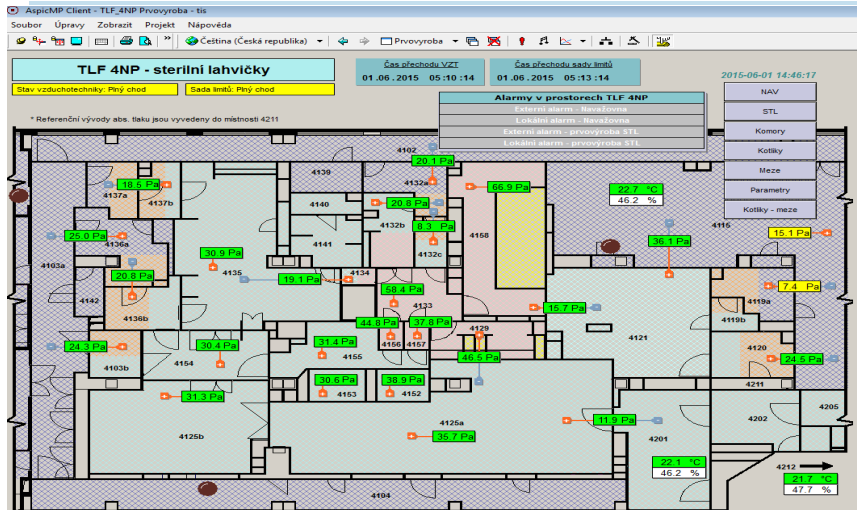 AspicMP Client - TLF_4NP Prvovyroba - tis
Soubor Úpravy Zobrazit Projekt Nápověda
Čeština (Česká republika) Prvovyroba
TLF 4NP - sterilní lahvičky
Čas přechodu VZT
01.06.2015 05:10:14
Čas přechodu sady limitů
01.06.2015 05:13:14
Stav vzduchotechniky: Plný chod
Sada limitů: Plný chod
2015-06-01 14:46:17
Alarmy v prostorech TLF 4NP
Externí alarm - Navažovna
Lokální alarm - Navažovna
Externí alarm - prvovýroba STL
Lokální alarm - prvovýroba STL
NAV
STL
Komory
Kotlíky
Meze
Parametry
Kotlíky - meze
* Referenční vývody abs. tlaku jsou vyvedeny do místnosti 4211
4102
20.1 Pa
4139
4132a
18.5 Pa
4137a
4137b
66.9 Pa
22.7 °C
46.2 %
4140
20.8 Pa
4132b
8.3 Pa
4115
15.1 Pa
25.0 Pa
4136a
4141
4158
36.1 Pa
30.9 Pa
4132c
4103a
4135
20.8 Pa
19.1 Pa
4134
58.4 Pa
7.4 Pa
4142
4133
15.7 Pa
4119a
4136b
44.8 Pa
37.8 Pa
4129
4119b
4121
24.3 Pa
30.4 Pa
31.4 Pa
4156
4157
46.5 Pa
4120
24.5 Pa
4103b
4154
4155
30.6 Pa
38.9 Pa
4211
31.3 Pa
4153
4152
4125a
11.9 Pa
4202
4205
4125b
35.7 Pa
4201
22.1 °C
46.2 %
4212
21.7 °C
47.7 %
4104